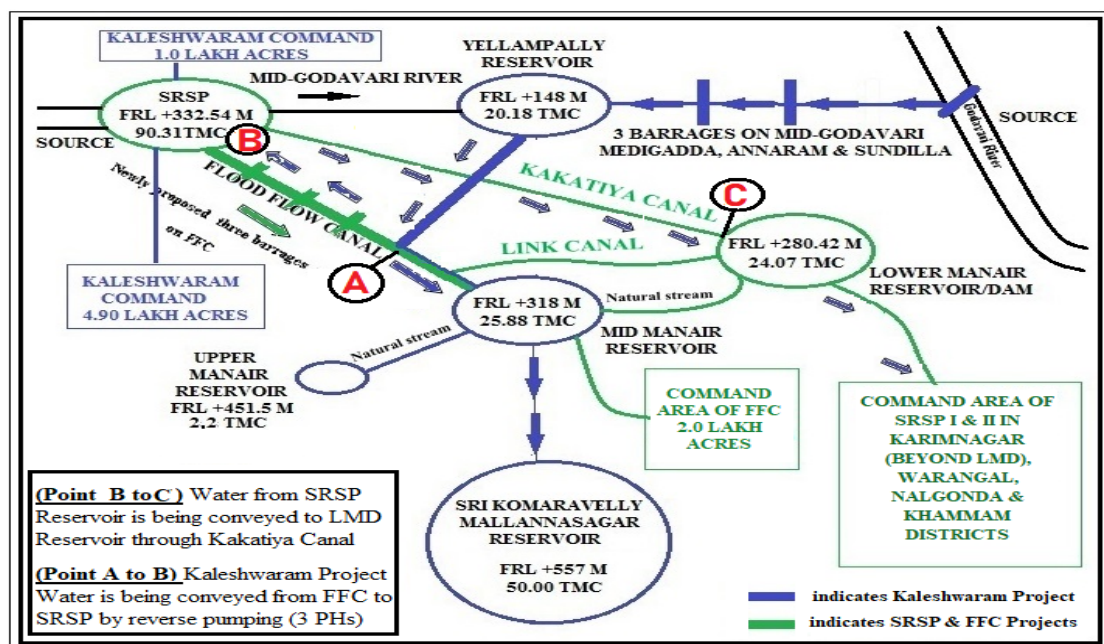 KALESHWARAM COMMAND
1.0 LAKH ACRES
YELLAMPALLY
RESERVOIR
MID-GODAVARI RIVER
SRSP
FRL +332.54 M
90.31TMC
B
SOURCE
FRL +148 M
20.18 TMC
3 BARRAGES ON MID-GODAVARI
MEDIGADDA, ANNARAM & SUNDILLA
Godavari River
SOURCE
KAKATIYA CANAL
C
FLOOD FLOW CANAL
Newly proposed three barrages
on FFC
LINK CANAL
A
FRL +280.42 M
24.07 TMC
LOWER MANAIR
RESERVOIR/DAM
KALESHWARAM
COMMAND
4.90 LAKH ACRES
FRL +318 M
25.88 TMC
Natural stream
MID MANAIR
RESERVOIR
Natural stream
UPPER
MANAIR
RESERVOIR
FRL +451.5 M
2.2 TMC
COMMAND
AREA OF FFC
2.0 LAKH
ACRES
COMMAND AREA OF
SRSP I & II IN
KARIMNAGAR
(BEYOND LMD),
WARANGAL,
NALGONDA &
KHAMMAM
DISTRICTS
SRI KOMARAVELLY
MALLANNASAGAR
RESERVOIR
FRL +557 M
50.00 TMC
(Point B to C) Water from SRSP
Reservoir is being conveyed to LMD
Reservoir through Kakatiya Canal
(Point A to B) Kaleshwaram Project
Water is being conveyed from FFC to
SRSP by reverse pumping (3 PHs)
indicates Kaleshwaram Project
indicates SRSP & FFC Projects